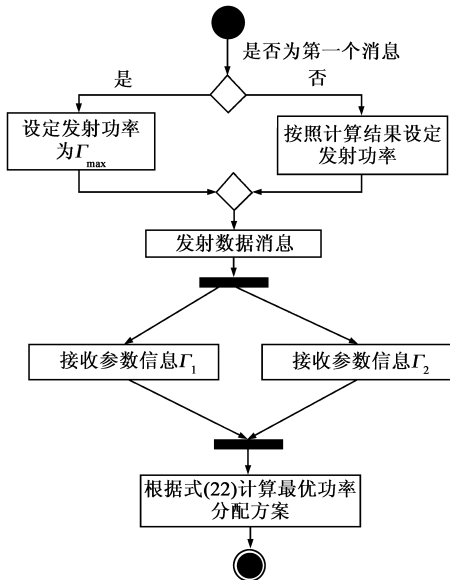 是否为第一个消息
是
否
设定发射功率
为Γmax
按照计算结果设定
发射功率
发射数据消息
接收参数信息Γ1
接收参数信息Γ2
根据式(22)计算最优功率
分配方案